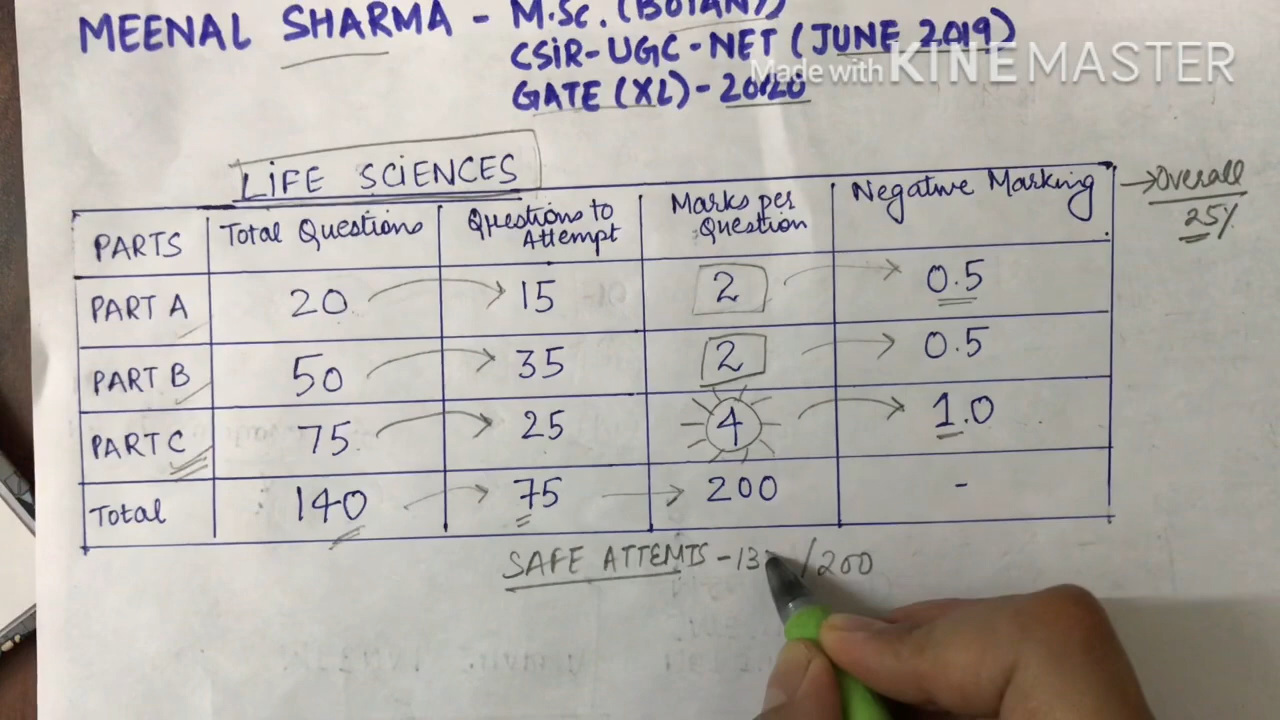 MEENAL SHARMA - M.Sc. (BOTANY)
CSiR-UGC-NET (JUNE 2019)
Made with KINEMASTER
GATE (XL) - 2020
LiFE SCiENCES
→ Overall
25%
PARTS Total Questions Questions to Attempt Marks per Question Negative Marking
PART A 20 15 2 0.5
PART B 50 35 2 0.5
PART C 75 25 4 1.0
Total 140 75 200 -
SAFE ATTEMTS - 13 /200